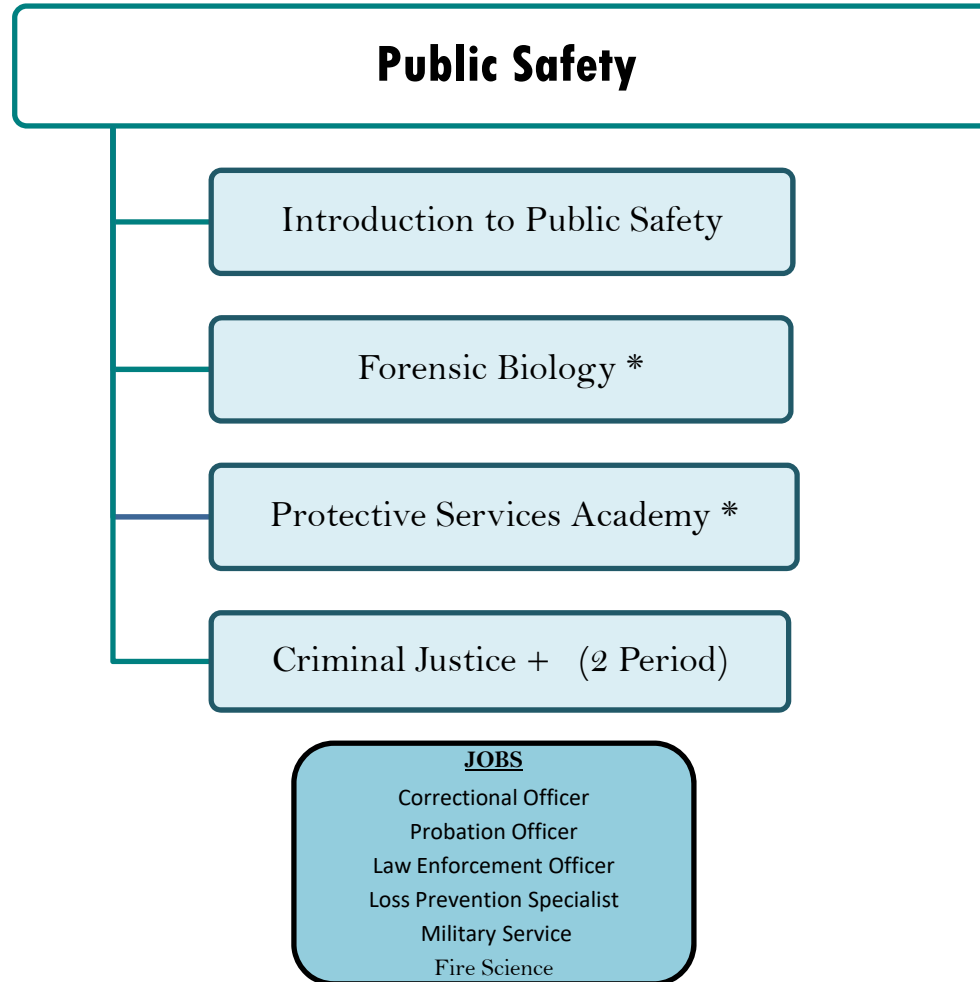 Public Safety
Introduction to Public Safety
Forensic Biology *
Protective Services Academy *
Criminal Justice + (2 Period)
JOBS
Correctional Officer
Probation Officer
Law Enforcement Officer
Loss Prevention Specialist
Military Service
Fire Science